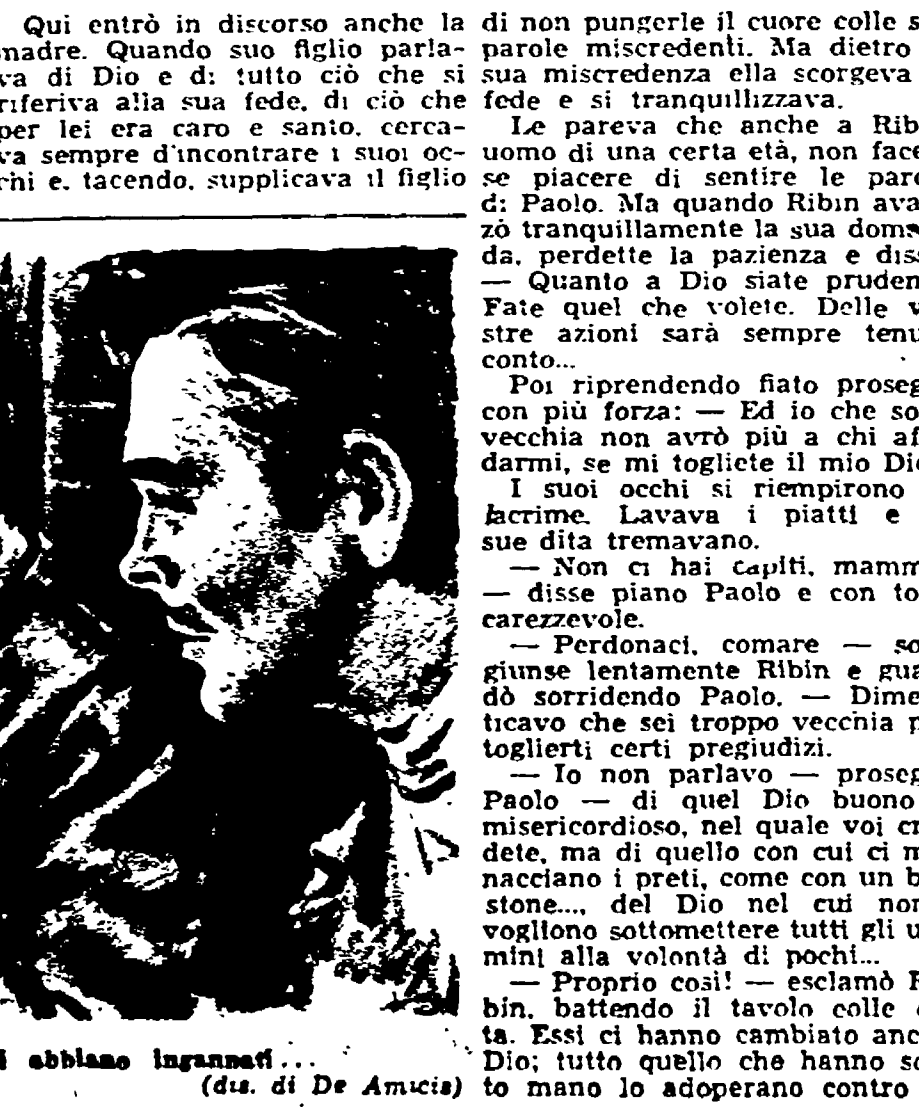 Qui entrò in discorso anche la
madre. Quando suo figlio parla-
va di Dio e di tutto ciò che si
riferiva alla sua fede, di ciò che
per lei era caro e santo, cerca-
va sempre d'incontrare i suoi oc-
chi e, tacendo, supplicava il figlio
i abbiano ingannati...
(dis. di De Amicis)
di non pungerle il cuore colle s
parole miscredenti. Ma dietro
sua miscredenza ella scorgeva
fede e si tranquillizzava.
Le pareva che anche a Rib
uomo di una certa età, non face
se piacere di sentire le paro
di Paolo. Ma quando Ribin ava
zò tranquillamente la sua doma
da, perdette la pazienza e diss
— Quanto a Dio siate pruden
Fate quel che volete. Delle v
stre azioni sarà sempre tenu
conto...
Poi riprendendo fiato proseg
con più forza: — Ed io che so
vecchia non avrò più a chi af
darmi, se mi togliete il mio Dio
I suoi occhi si riempirono
lacrime. Lavava i piatti e
sue dita tremavano.
— Non ci hai capiti, mamm
— disse piano Paolo e con to
carezzevole.
— Perdonaci, comare — so
giunse lentamente Ribin e gua
dò sorridendo Paolo. — Dime
ticavo che sei troppo vecchia p
toglierti certi pregiudizi.
— Io non parlavo — proseg
Paolo — di quel Dio buono
misericordioso, nel quale voi cr
dete, ma di quello con cui ci m
nacciano i preti, come con un b
stone..., del Dio nel cui nom
vogliono sottomettere tutti gli u
mini alla volontà di pochi...
— Proprio così! — esclamò R
bin, battendo il tavolo colle d
ta. Essi ci hanno cambiato anc
Dio; tutto quello che hanno so
to mano lo adoperano contro